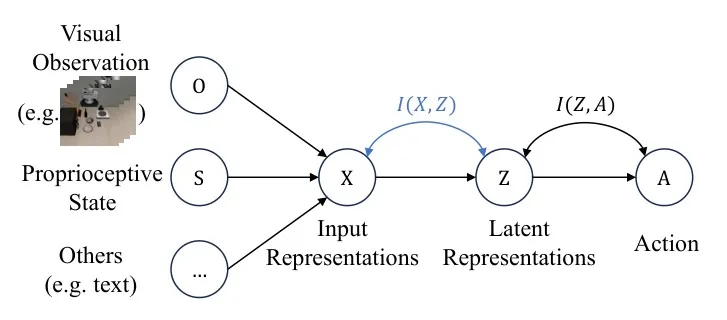 Visual
Observation
(e.g. )
O
Proprioceptive
State
S
Others
(e.g. text)
...
X
Input
Representations
I(X, Z)
Z
Latent
Representations
I(Z, A)
A
Action